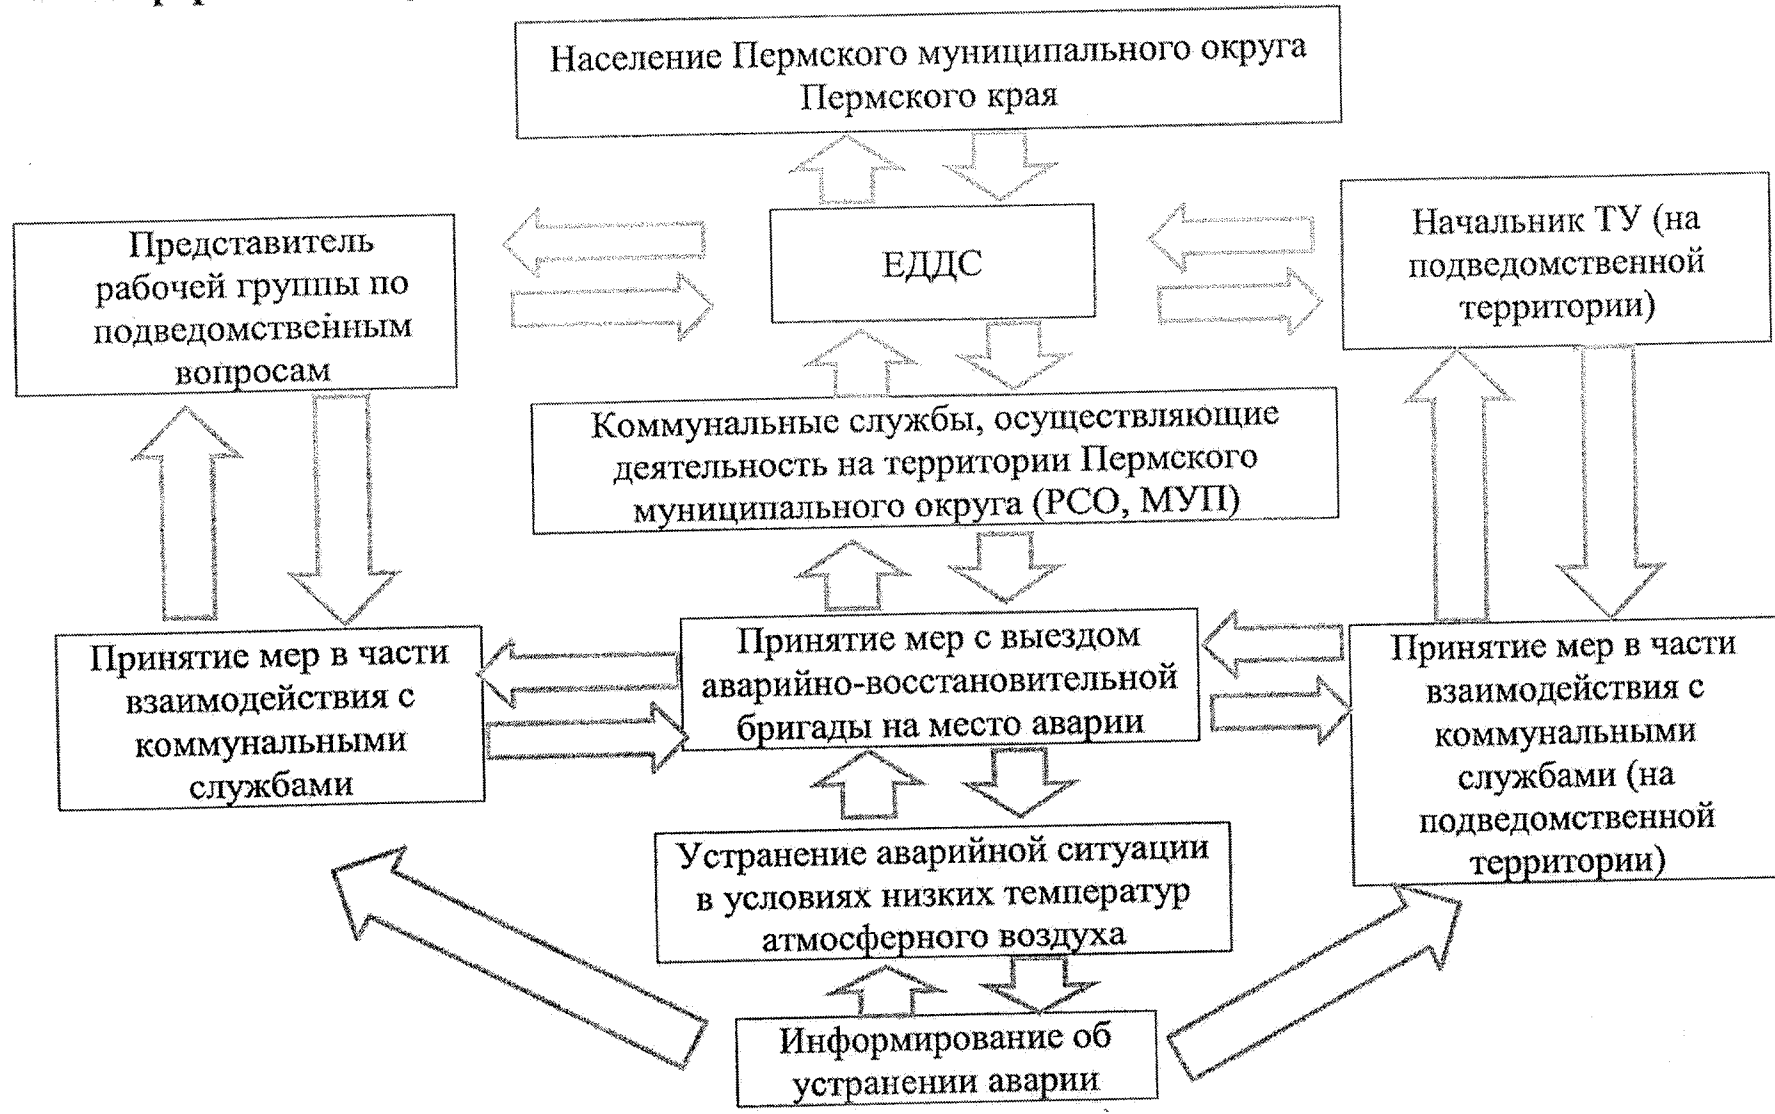 Население Пермского муниципального округа
Пермского края
Представитель
рабочей группы по
подведомственным
вопросам
ЕДДС
Начальник ТУ (на
подведомственной
территории)
Коммунальные службы, осуществляющие
деятельность на территории Пермского
муниципального округа (РСО, МУП)
Принятие мер в части
взаимодействия с
коммунальными
службами
Принятие мер с выездом
аварийно-восстановительной
бригады на место аварии
Принятие мер в части
взаимодействия с
коммунальными
службами (на
подведомственной
территории)
Устранение аварийной ситуации
в условиях низких температур
атмосферного воздуха
Информирование об
устранении аварии